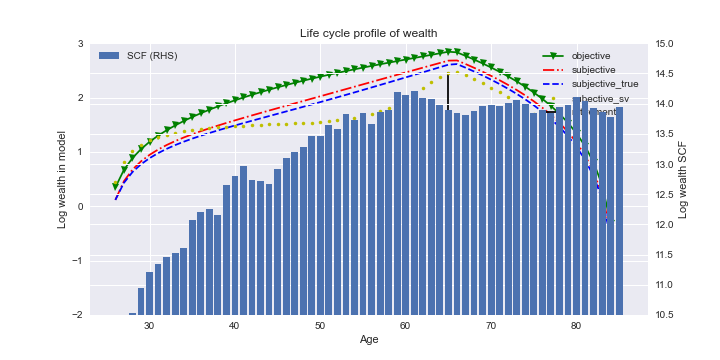 Life cycle profile of wealth
SCF (RHS)
objective
subjective
subjective_true
3
2
1
0
−1
−2
15.0
14.5
14.0
13.5
13.0
12.5
12.0
11.5
11.0
10.5
30
40
50
60
70
80
Log wealth in model
Log wealth SCF
Age